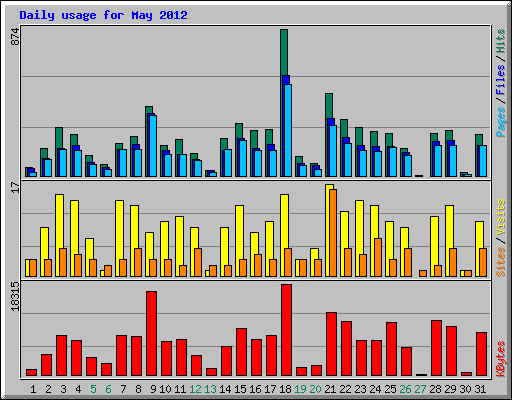 Daily usage for May 2012
874
Pages / Files / Hits
17
Sites / Visits
18315
KBytes
1 2 3 4 5 6 7 8 9 10 11 12 13 14 15 16 17 18 19 20 21 22 23 24 25 26 27 28 29 30 31